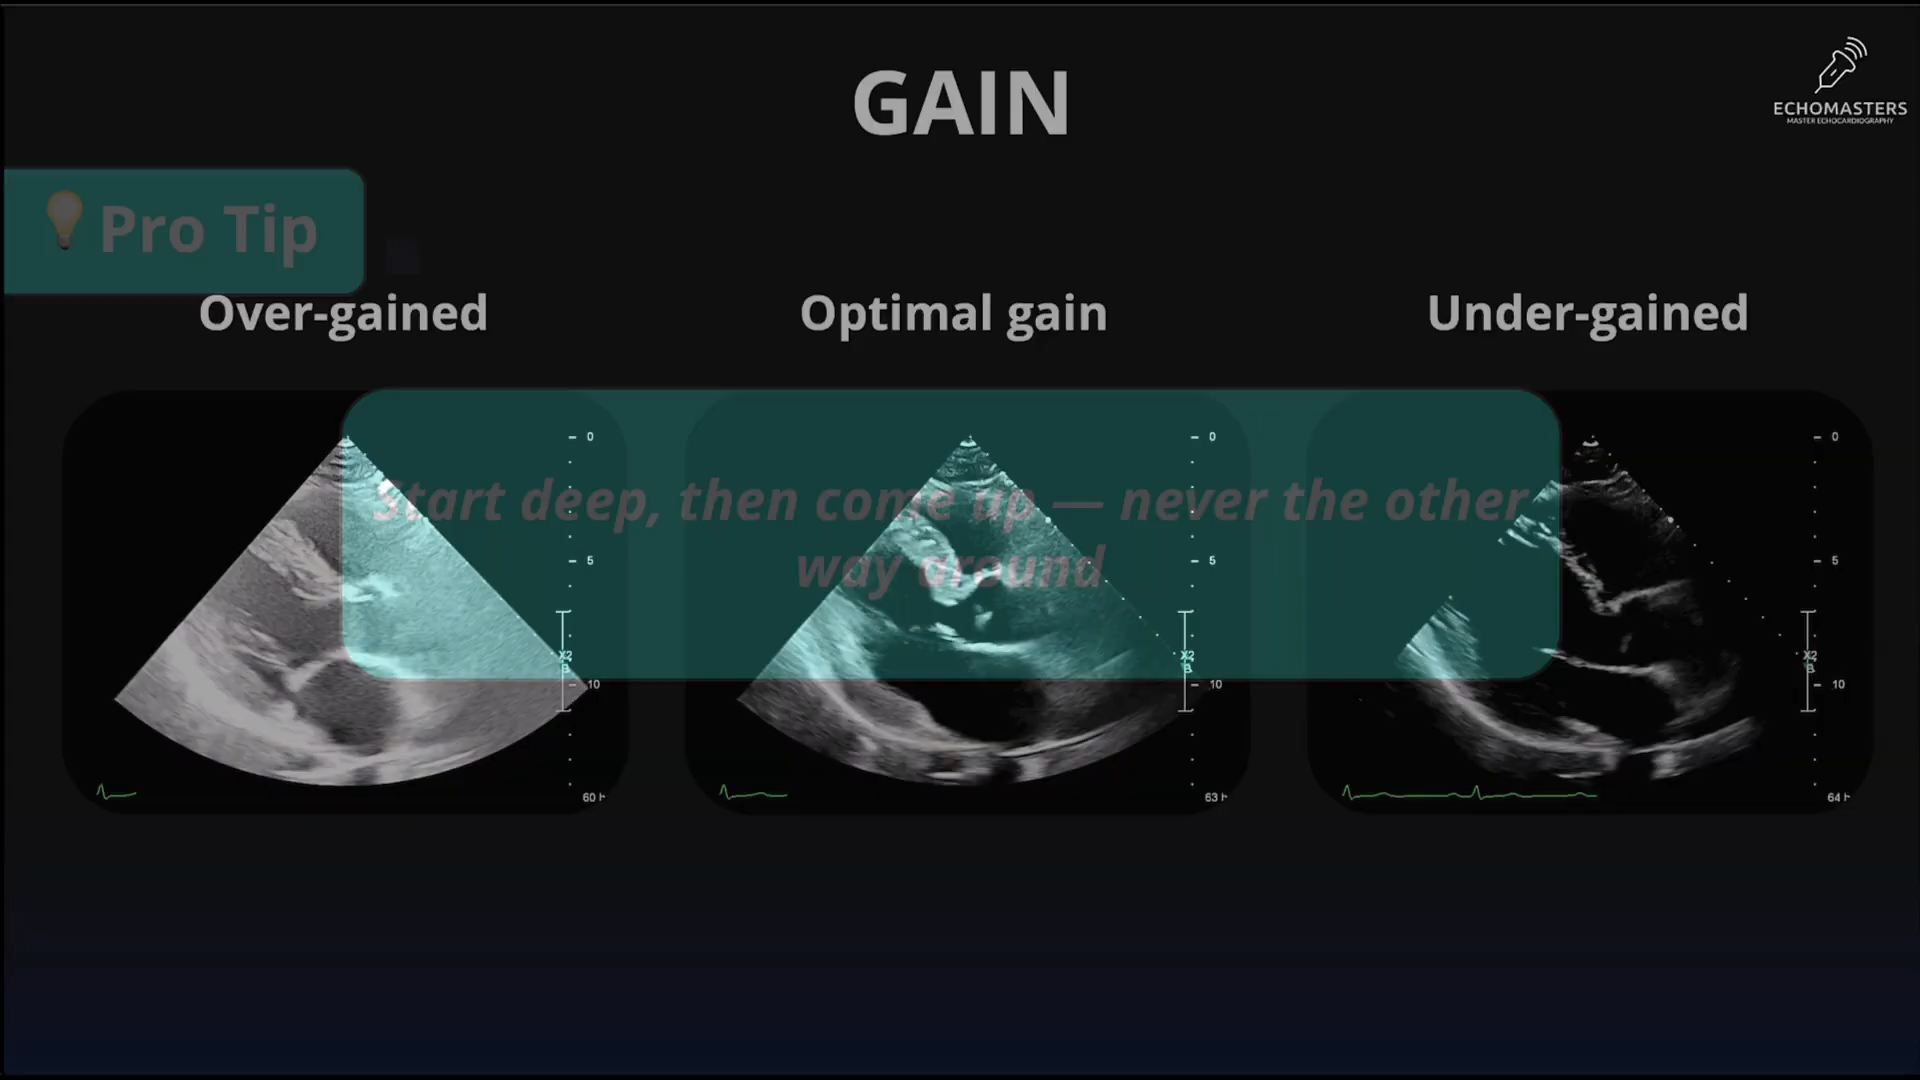 GAIN
ECHOMASTERS
MASTER ECHOCARDIOGRAPHY
Pro Tip
Over-gained
Optimal gain
Under-gained
Start deep, then come up — never the other
way around
0
5
10
60 h
0
5
10
63 h
0
5
10
64 h